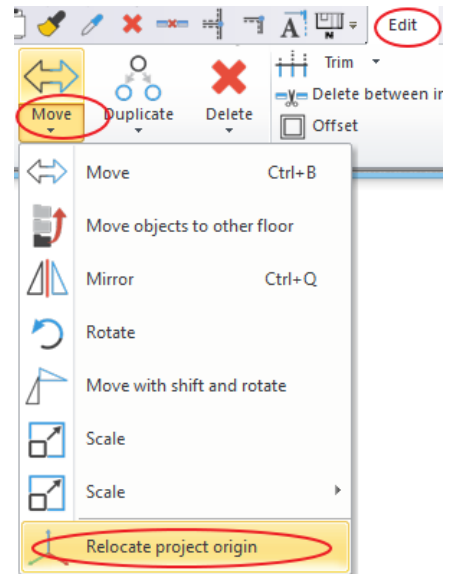 A N Edit
Move Duplicate Delete Trim
Delete between in
Offset
Move Ctrl+B
Move objects to other floor
Mirror Ctrl+Q
Rotate
Move with shift and rotate
Scale
Scale
Relocate project origin